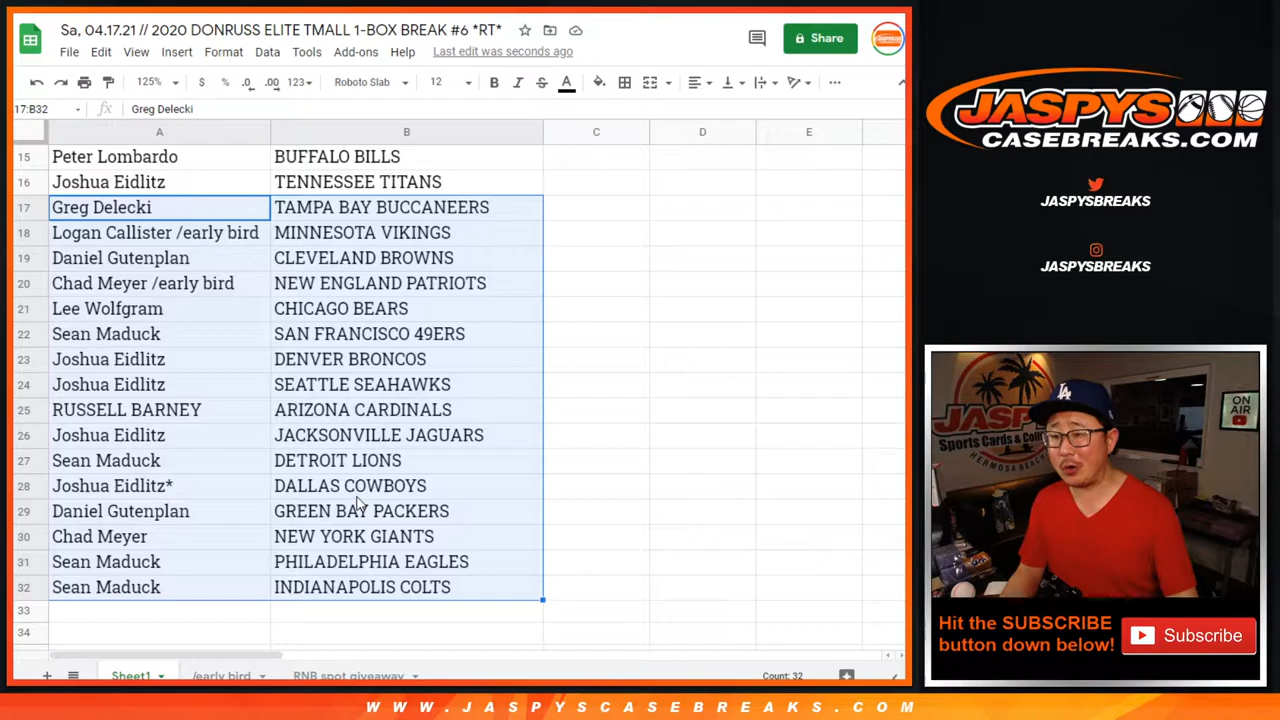 Sa, 04.17.21 // 2020 DONRUSS ELITE TMALL 1-BOX BREAK #6 *RT*
File Edit View Insert Format Data Tools Add-ons Help Last edit was seconds ago
Share
125% $ % .0 .00 123 Roboto Slab 12 B I S A
17:B32 fx Greg Delecki
A B C D E
15 Peter Lombardo BUFFALO BILLS
16 Joshua Eidlitz TENNESSEE TITANS
17 Greg Delecki TAMPA BAY BUCCANEERS
18 Logan Callister /early bird MINNESOTA VIKINGS
19 Daniel Gutenplan CLEVELAND BROWNS
20 Chad Meyer /early bird NEW ENGLAND PATRIOTS
21 Lee Wolfgram CHICAGO BEARS
22 Sean Maduck SAN FRANCISCO 49ERS
23 Joshua Eidlitz DENVER BRONCOS
24 Joshua Eidlitz SEATTLE SEAHAWKS
25 RUSSELL BARNEY ARIZONA CARDINALS
26 Joshua Eidlitz JACKSONVILLE JAGUARS
27 Sean Maduck DETROIT LIONS
28 Joshua Eidlitz* DALLAS COWBOYS
29 Daniel Gutenplan GREEN BAY PACKERS
30 Chad Meyer NEW YORK GIANTS
31 Sean Maduck PHILADELPHIA EAGLES
32 Sean Maduck INDIANAPOLIS COLTS
33
34
Sheet1 /early bird RNB spot giveaway Count: 32
JASPYS
CASEBREAKS.COM
JASPYSBREAKS
JASPYSBREAKS
JASPYS
Sports Cards & Coll
HERMOSA BEACH
LA
ON AIR
Hit the SUBSCRIBE
button down below!
Subscribe
WWW.JASPYSCASEBREAKS.COM